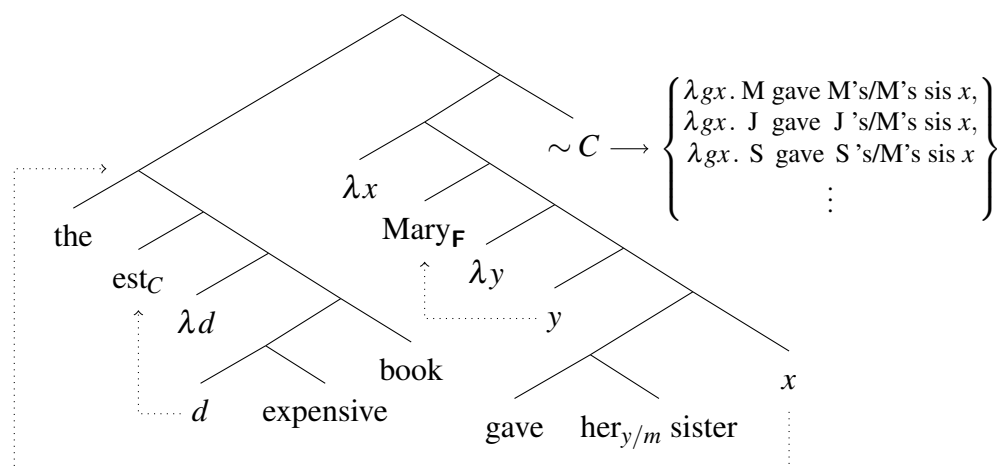 λgx. M gave M's/M's sis x,
λgx. J gave J's/M's sis x,
∼ C → λgx. S gave S's/M's sis x
⋮
λx
the
Mary_F
est_C
λy
λd
y
book
x
d
expensive
gave
her_{y/m} sister